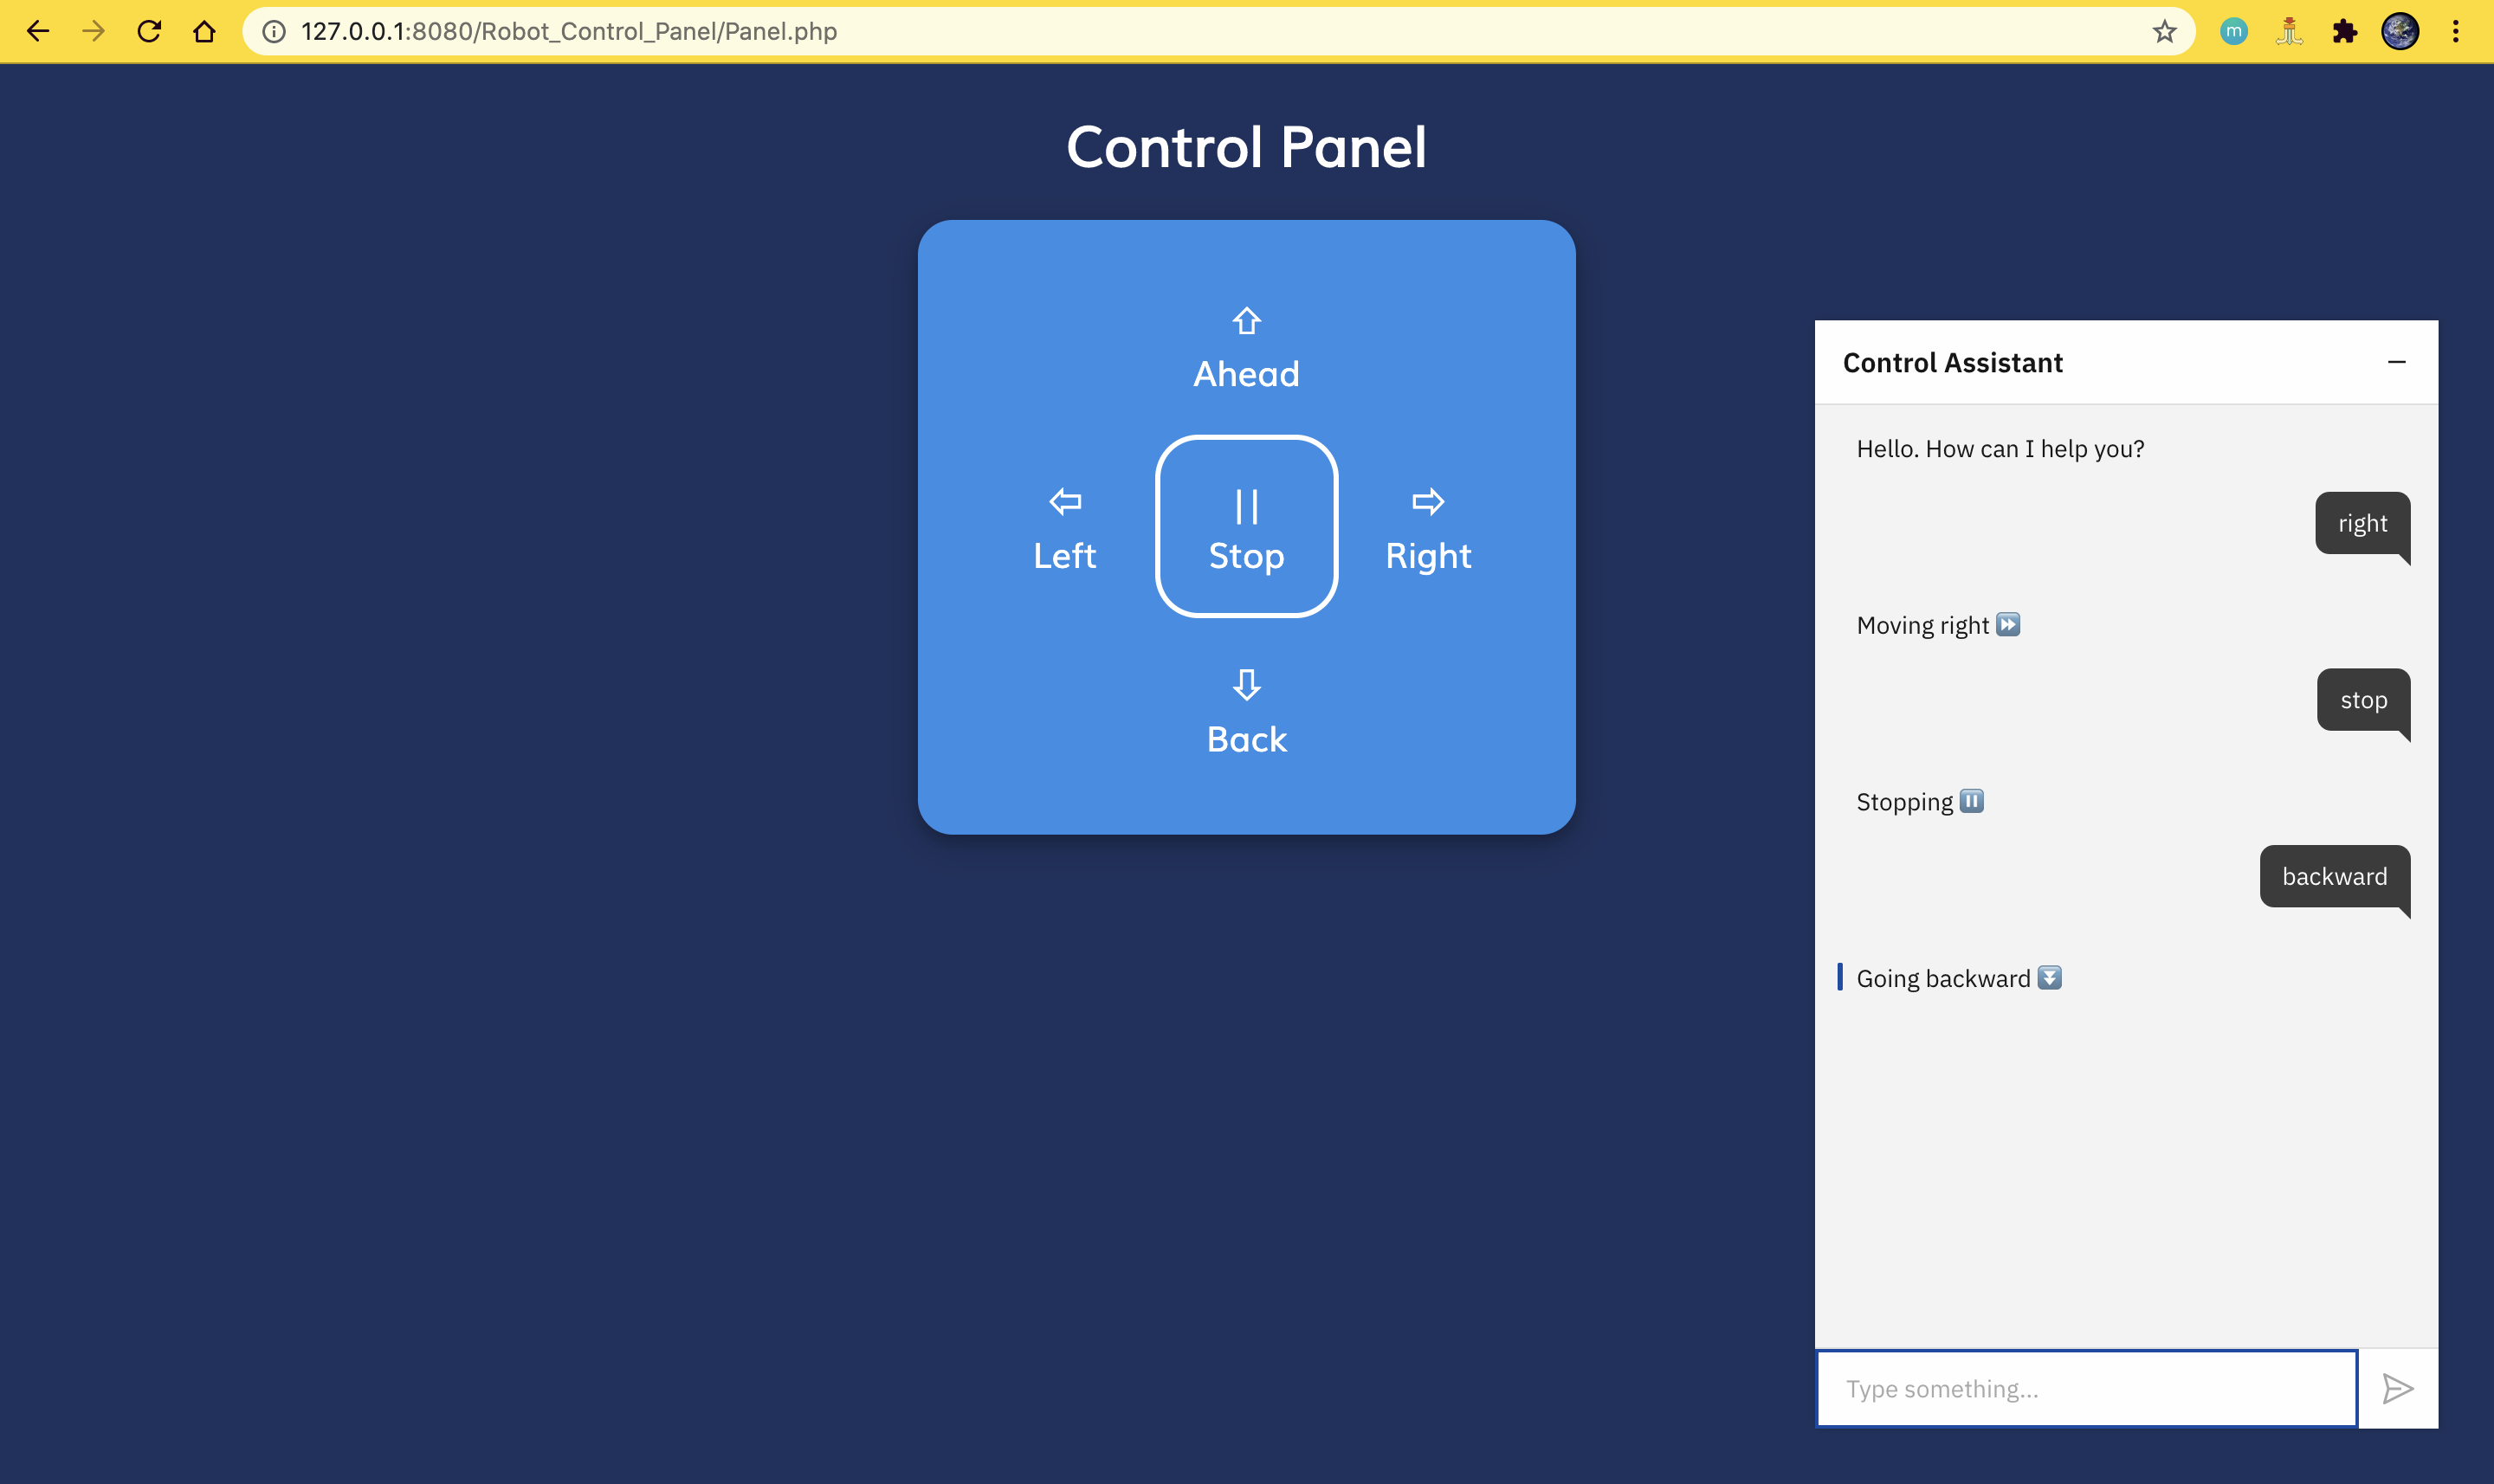 127.0.0.1:8080/Robot_Control_Panel/Panel.php
m
Control Panel
Ahead
Left
Stop
Right
Back
Control Assistant
Hello. How can I help you?
right
Moving right ⏩
stop
Stopping ⏸
backward
Going backward ⏬
Type something...